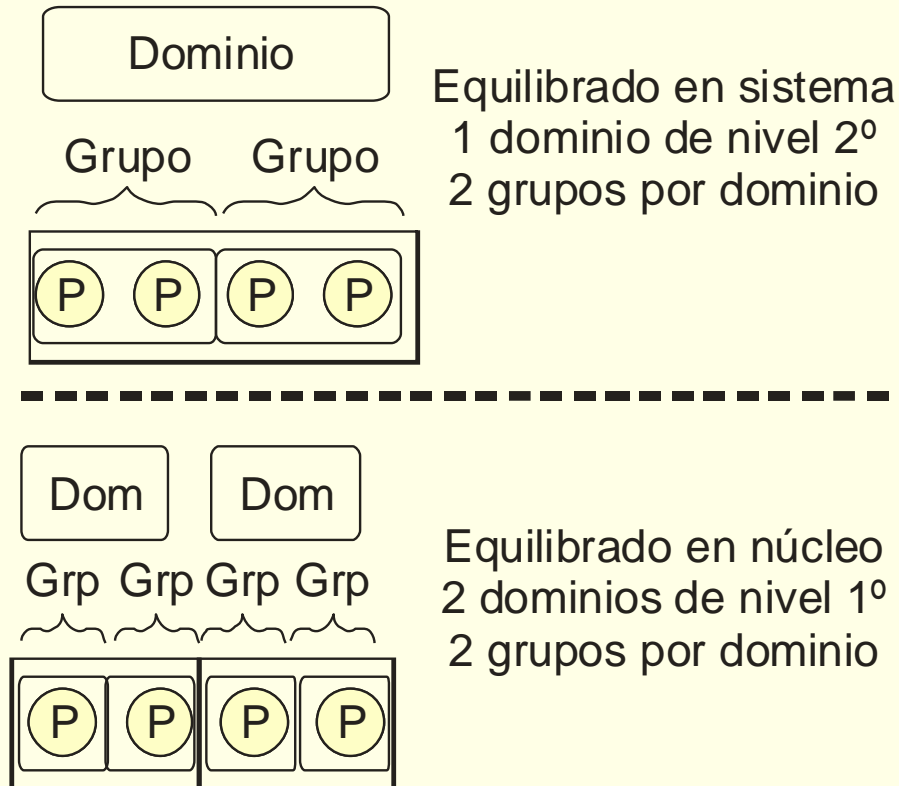 Dominio
Equilibrado en sistema
1 dominio de nivel 2º
2 grupos por dominio
Grupo Grupo
P P P P
Dom Dom
Grp Grp Grp Grp
Equilibrado en núcleo
2 dominios de nivel 1º
2 grupos por dominio
P P P P